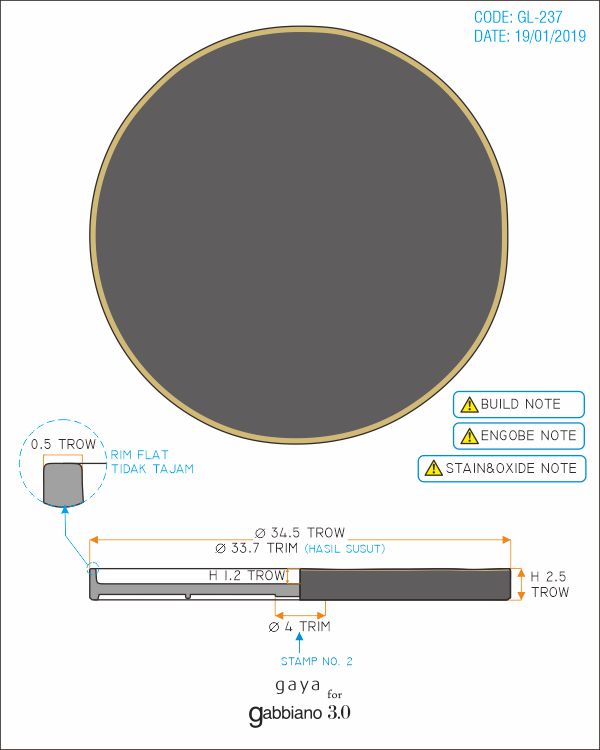 CODE: GL-237
DATE: 19/01/2019
BUILD NOTE
ENGOBE NOTE
STAIN&OXIDE NOTE
0.5 TROW
RIM FLAT
TIDAK TAJAM
Ø 34.5 TROW
Ø 33.7 TRIM (HASIL SUSUT)
H 1.2 TROW
H 2.5
TROW
Ø 4 TRIM
STAMP NO. 2
gaya
for
gabbiano 3.0